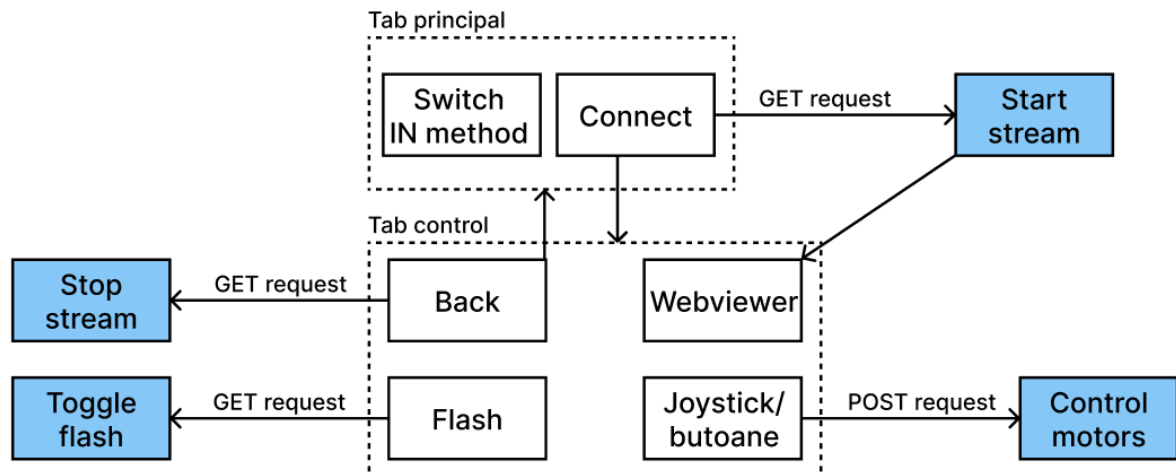 Tab principal
Switch
IN method
Connect
GET request
Start
stream
Tab control
Stop
stream
GET request
Back
Webviewer
Toggle
flash
GET request
Flash
Joystick/
butoane
POST request
Control
motors